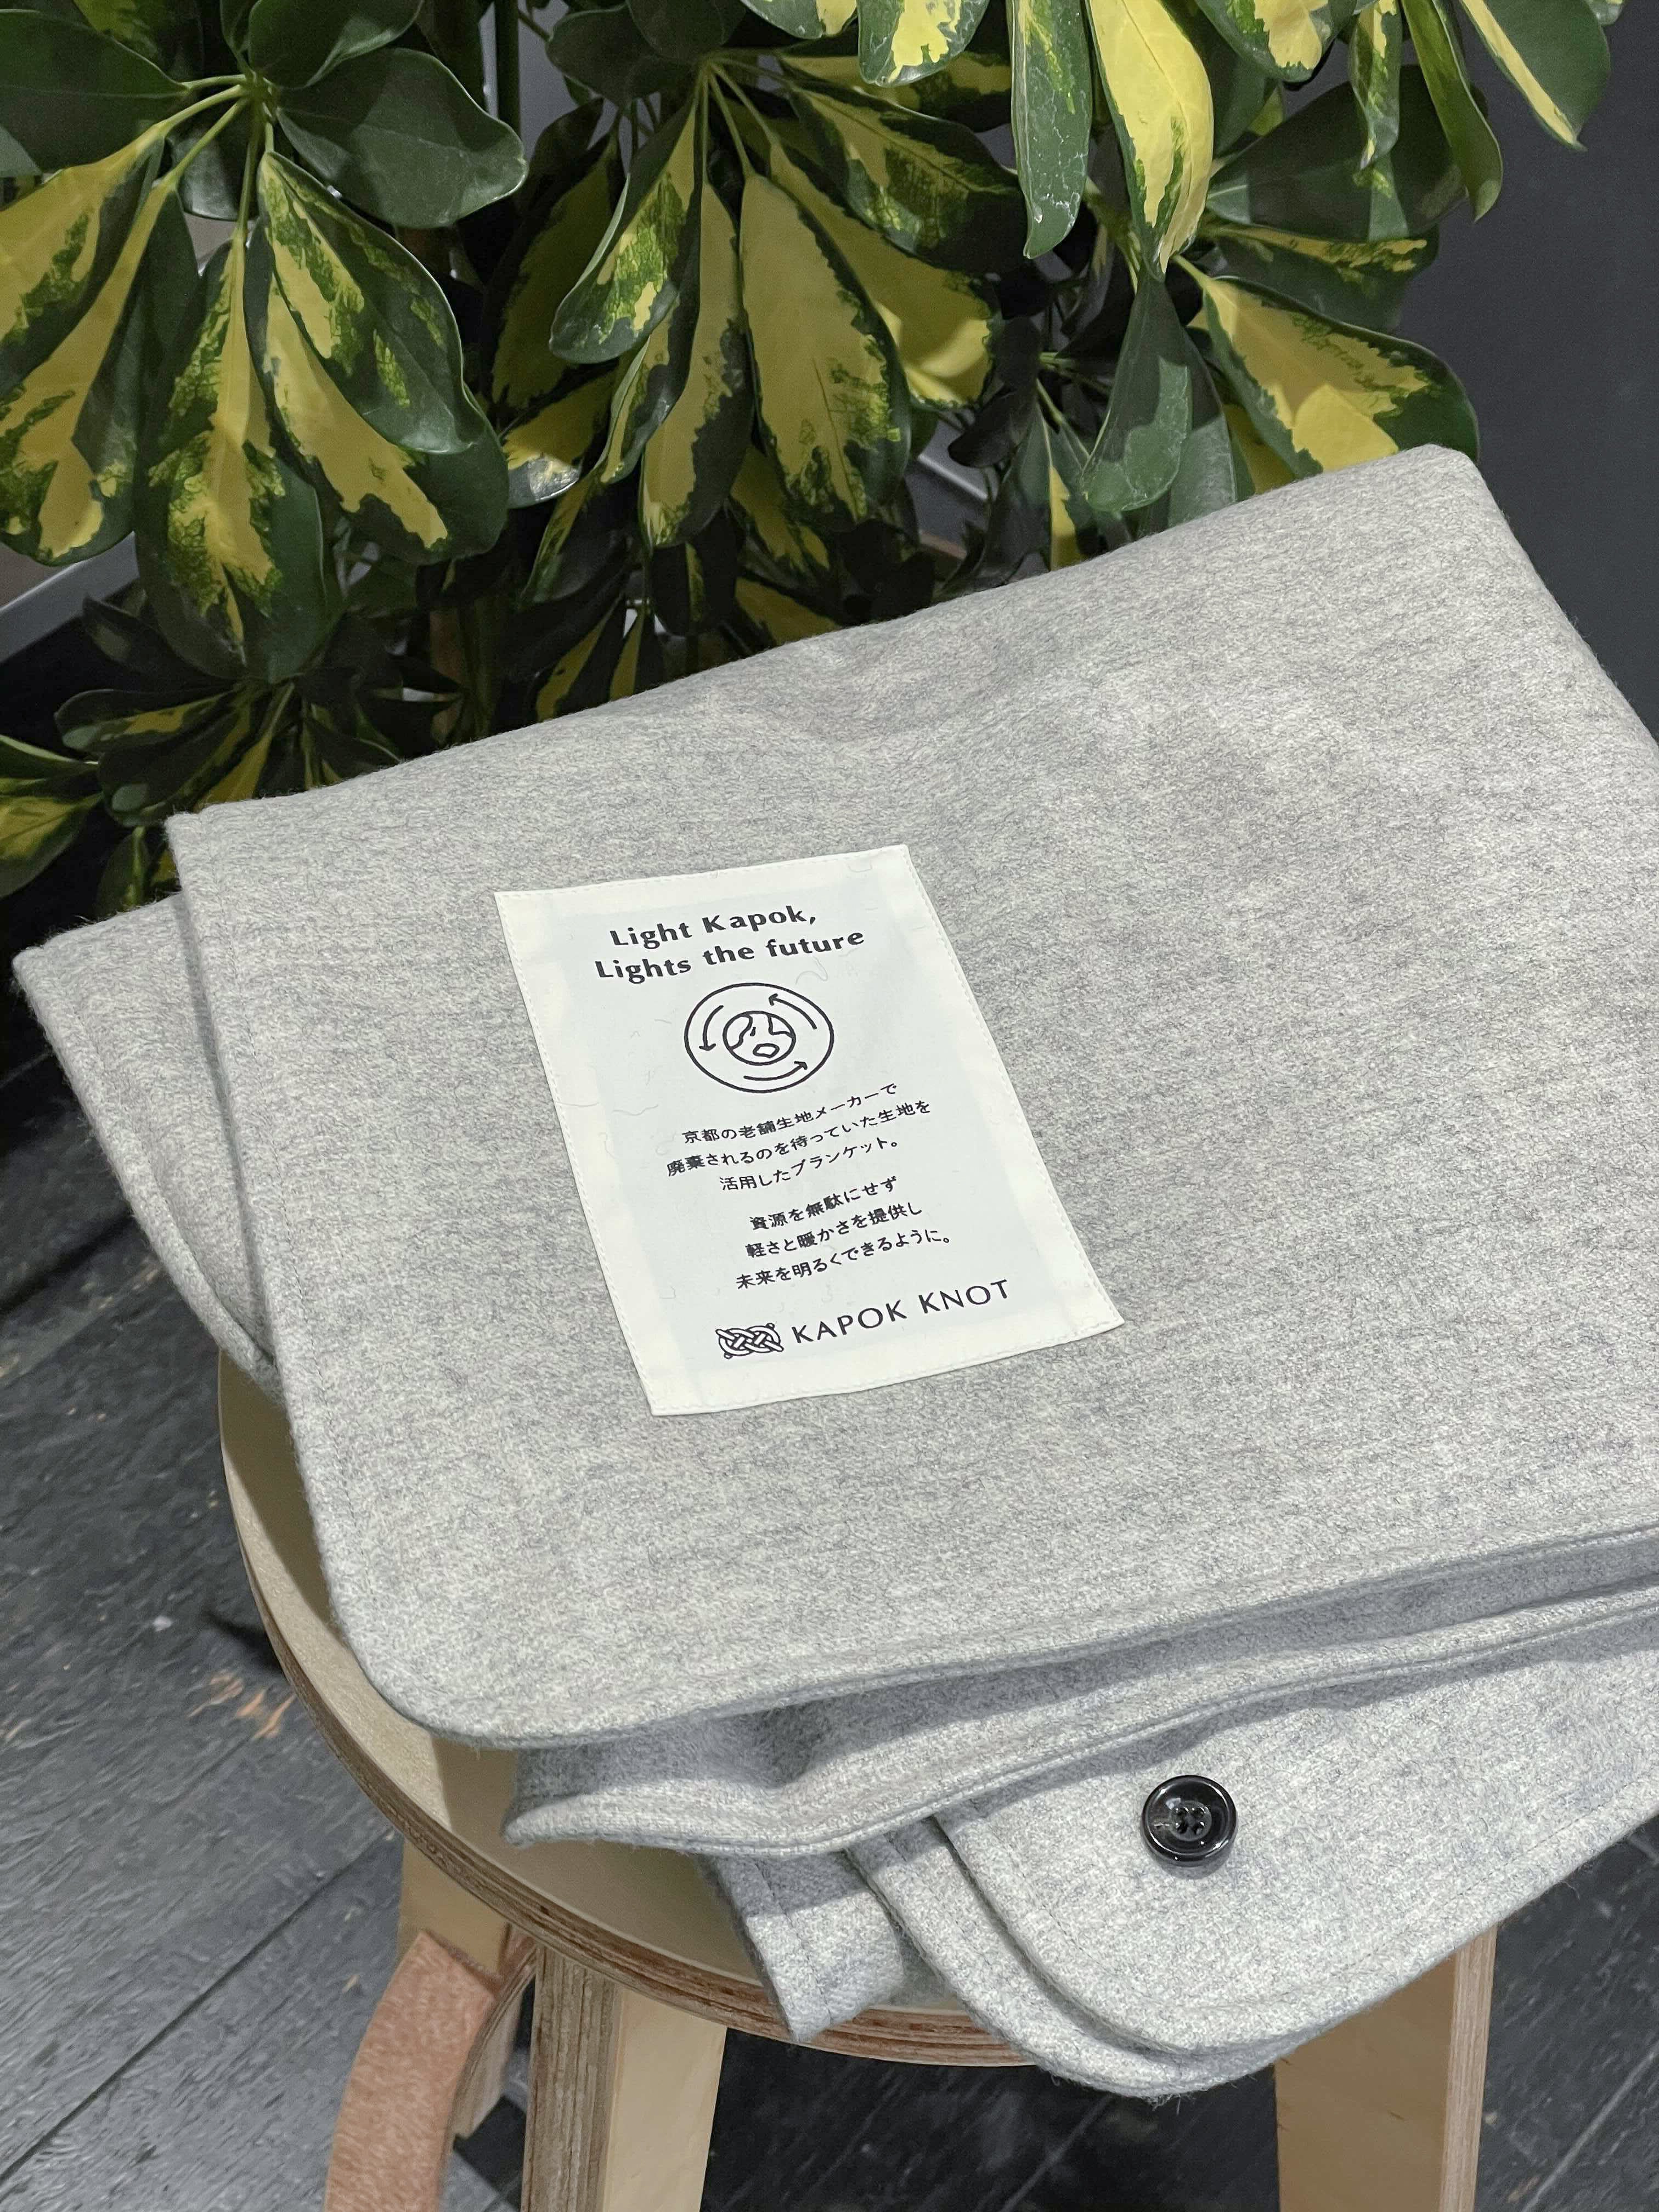 Light Kapok,
Lights the future
京都の老舗生地メーカーで
廃棄されるのを待っていた生地を
活用したブランケット。
資源を無駄にせず
軽さと暖かさを提供し
未来を明るくできるように。
KAPOK KNOT